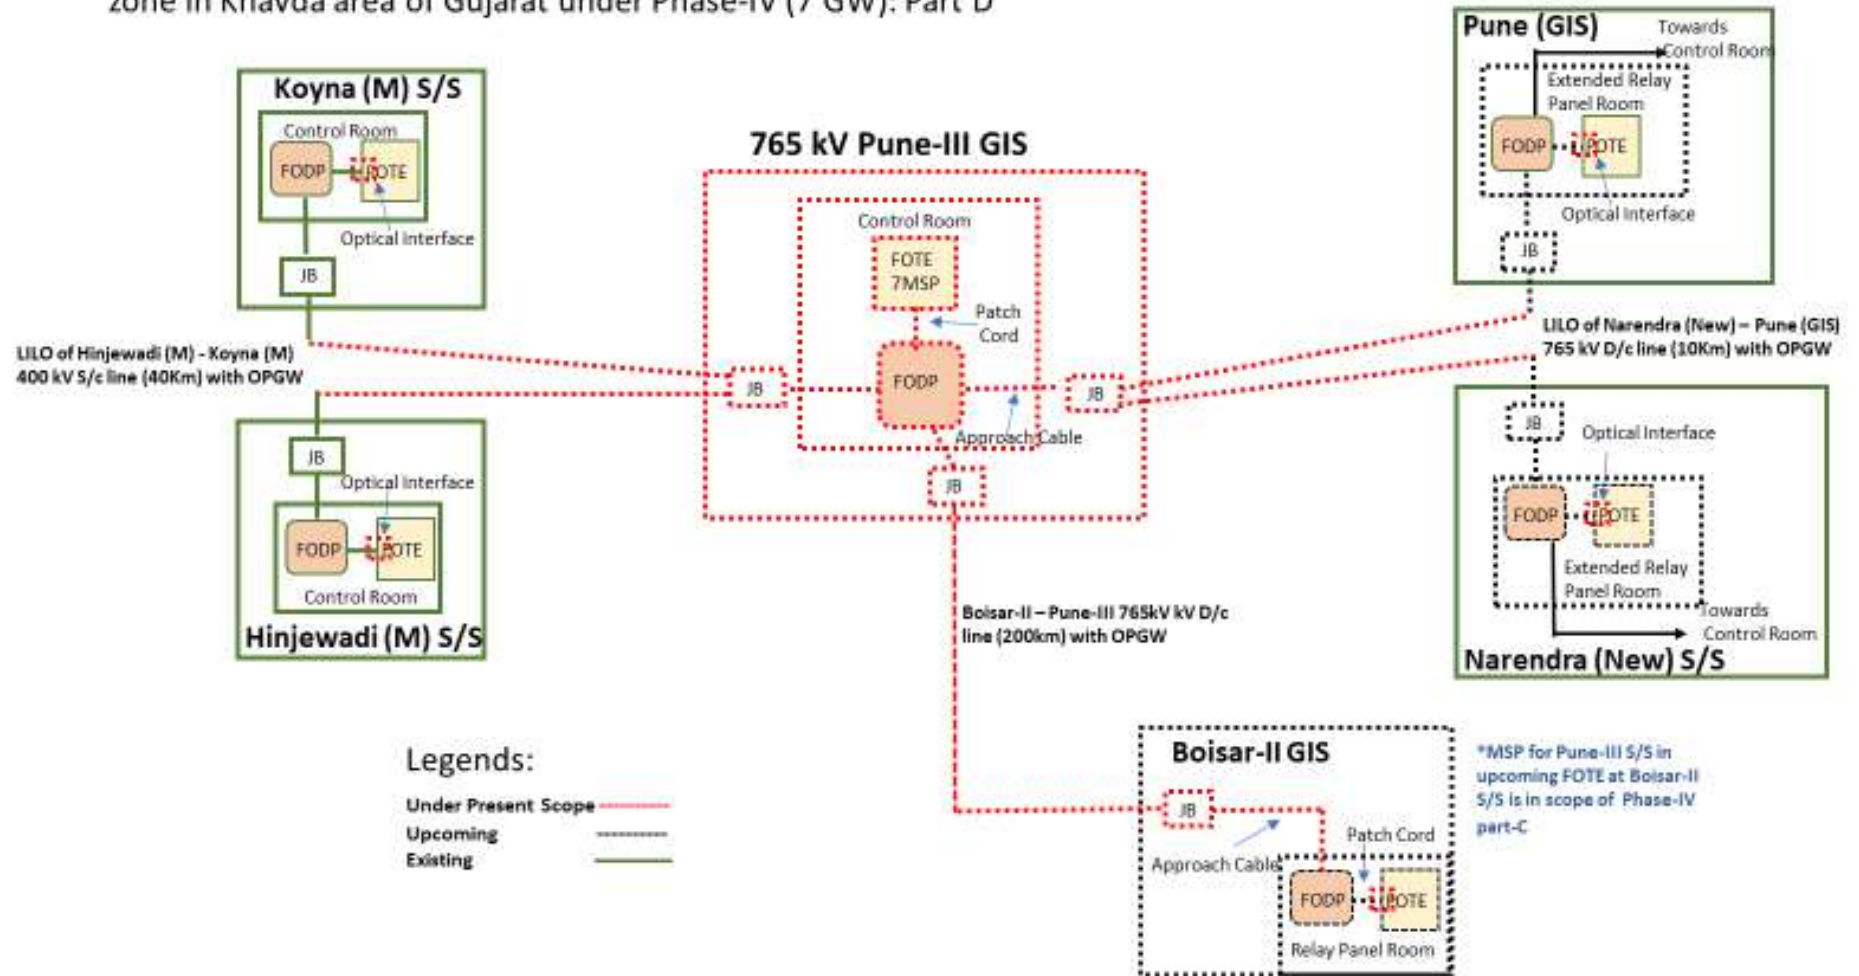 zone in Khavda area of Gujarat under Phase-IV (7 GW): Part D
Koyna (M) S/S
Control Room
FODP
FOTE
Optical Interface
JB
LILO of Hinjewadi (M) - Koyna (M)
400 kV S/c line (40Km) with OPGW
JB
Optical Interface
FODP
FOTE
Control Room
Hinjewadi (M) S/S
765 kV Pune-III GIS
Control Room
FOTE
7MSP
Patch
Cord
JB
FODP
JB
Approach Cable
JB
Boisar-II – Pune-III 765kV kV D/c
line (200km) with OPGW
Pune (GIS)
Towards
Control Room
Extended Relay
Panel Room
FODP
FOTE
Optical Interface
JB
LILO of Narendra (New) – Pune (GIS)
765 kV D/c line (10Km) with OPGW
JB
Optical Interface
FODP
FOTE
Extended Relay
Panel Room
Towards
Control Room
Narendra (New) S/S
Legends:
Under Present Scope
Upcoming
Existing
Boisar-II GIS
JB
Patch Cord
Approach Cable
FODP
FOTE
Relay Panel Room
*MSP for Pune-III S/S in
upcoming FOTE at Boisar-II
S/S is in scope of Phase-IV
part-C